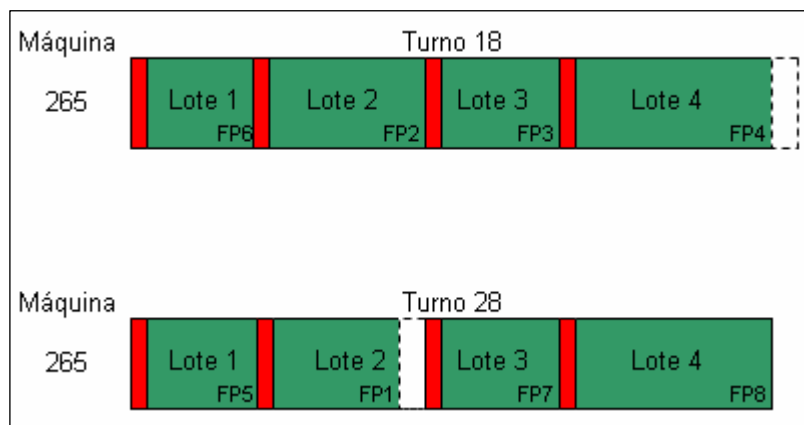 Máquina Turno 18
265 Lote 1 Lote 2 Lote 3 Lote 4
FP6 FP2 FP3 FP4
Máquina Turno 28
265 Lote 1 Lote 2 Lote 3 Lote 4
FP5 FP1 FP7 FP8